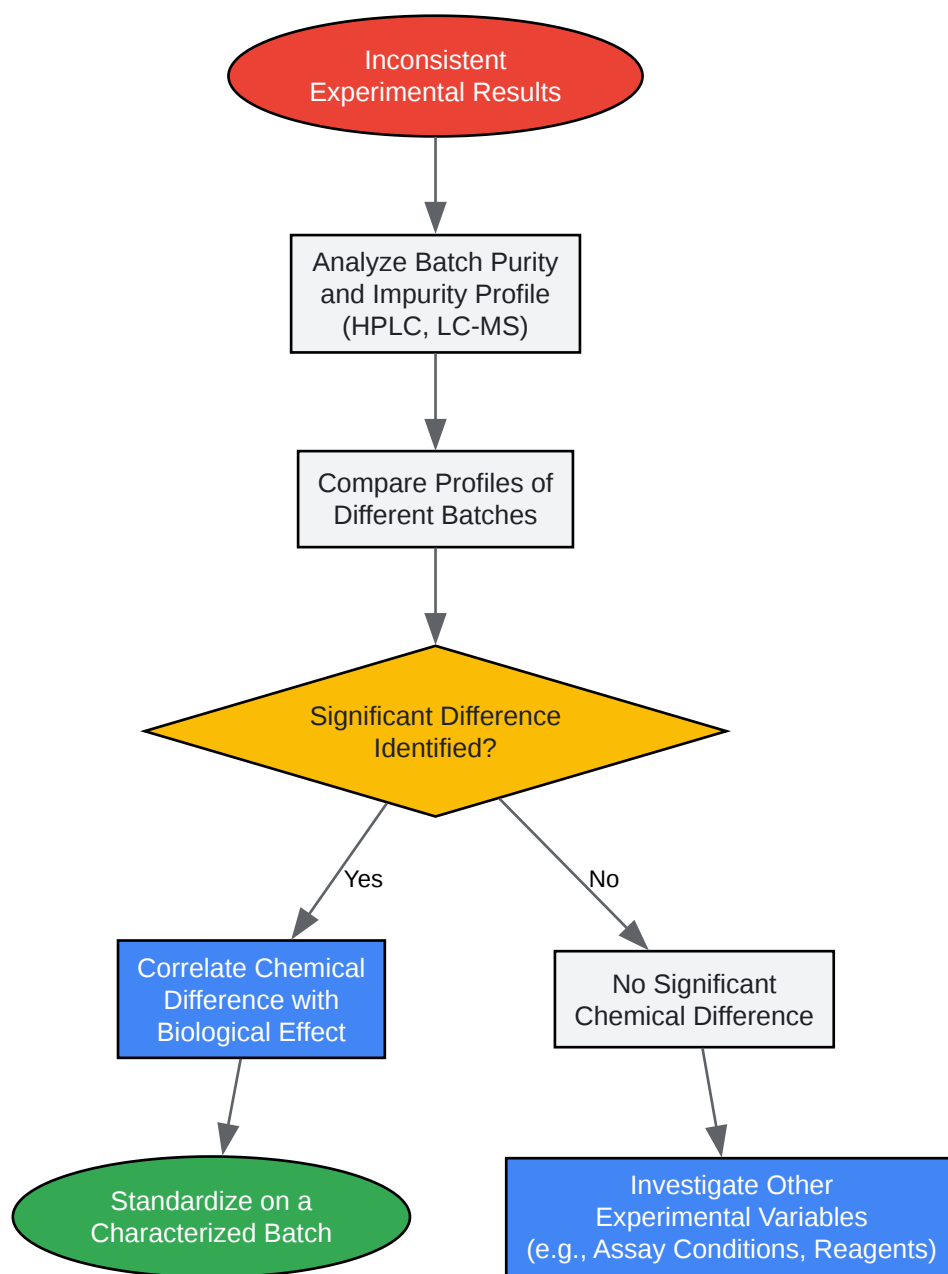 Inconsistent
Experimental Results
Analyze Batch Purity
and Impurity Profile
(HPLC, LC-MS)
Compare Profiles of
Different Batches
Significant Difference
Identified?
Yes
No
Correlate Chemical
Difference with
Biological Effect
No Significant
Chemical Difference
Standardize on a
Characterized Batch
Investigate Other
Experimental Variables
(e.g., Assay Conditions, Reagents)